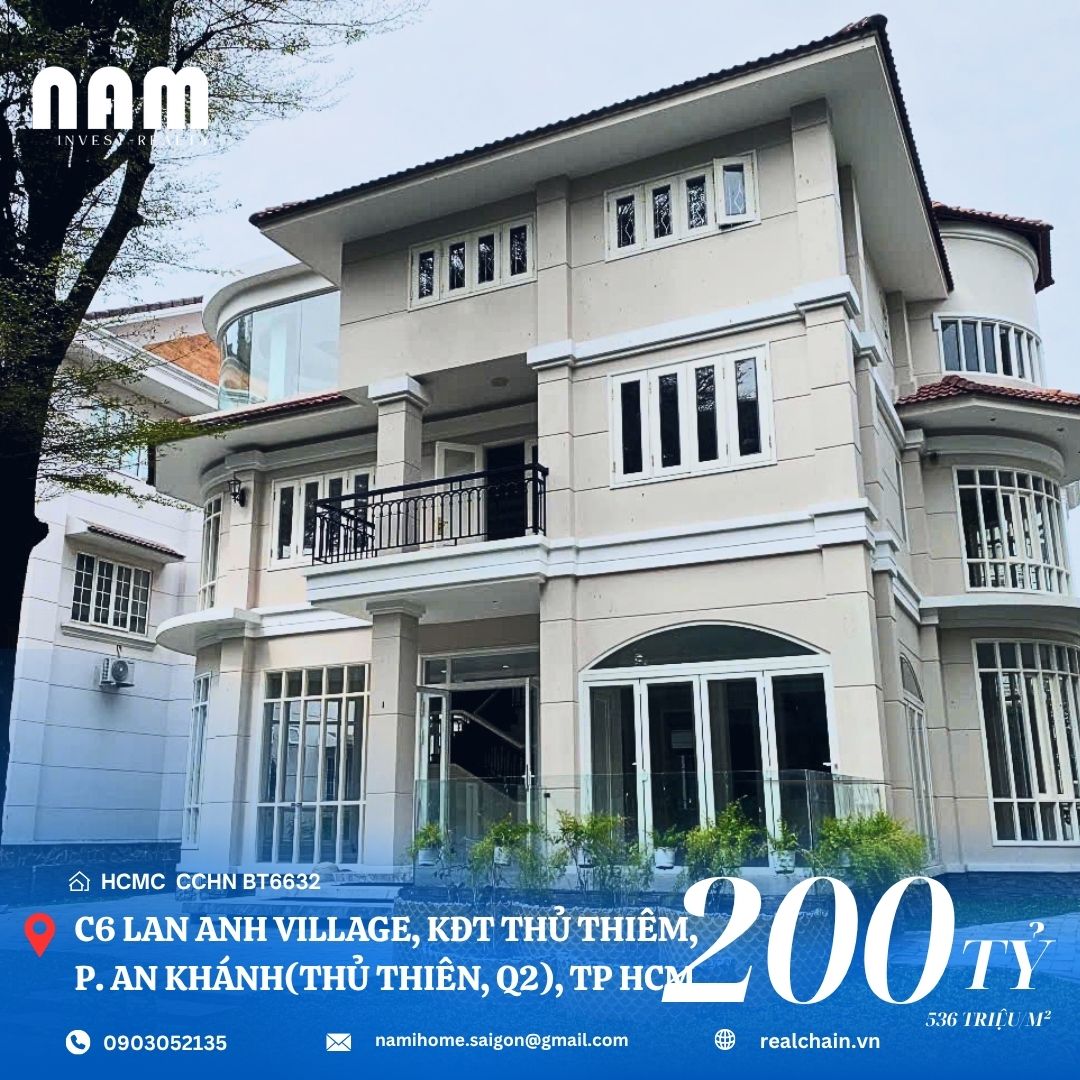 NÂM
INVEST-REALTY
HCMC CCHN BT6632
C6 LAN ANH VILLAGE, KĐT THỦ THIÊM,
P. AN KHÁNH(THỦ THIÊN, Q2), TP HCM
200 TỶ
536 TRIỆU M²
0903052135
namihome.saigon@gmail.com
realchain.vn